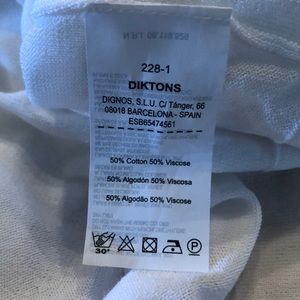 228-1
DIKTONS
DIGNOS, S.L.U. C/ Tánger, 66
08018 BARCELONA - SPAIN
ESB65474561
50% Cotton 50% Viscose
50% Algodón 50% Viscosa
50% Algodão 50% Viscose
30°